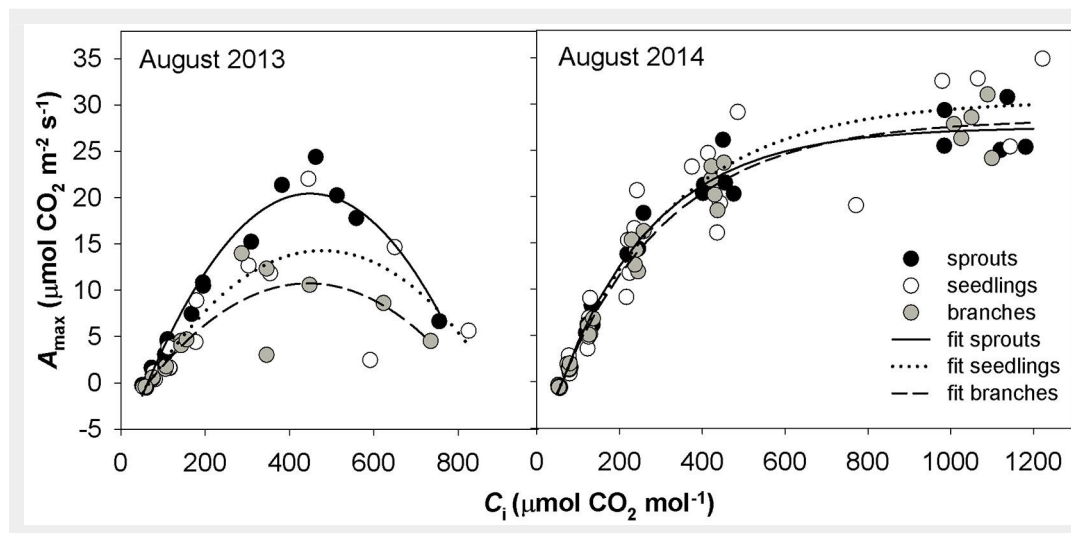 August 2013
August 2014
35
30
25
20
15
10
5
0
-5
Amax (μmol CO2 m-2 s-1)
sprouts
seedlings
branches
fit sprouts
fit seedlings
fit branches
0 200 400 600 800 0 200 400 600 800 1000 1200
Ci (μmol CO2 mol-1)